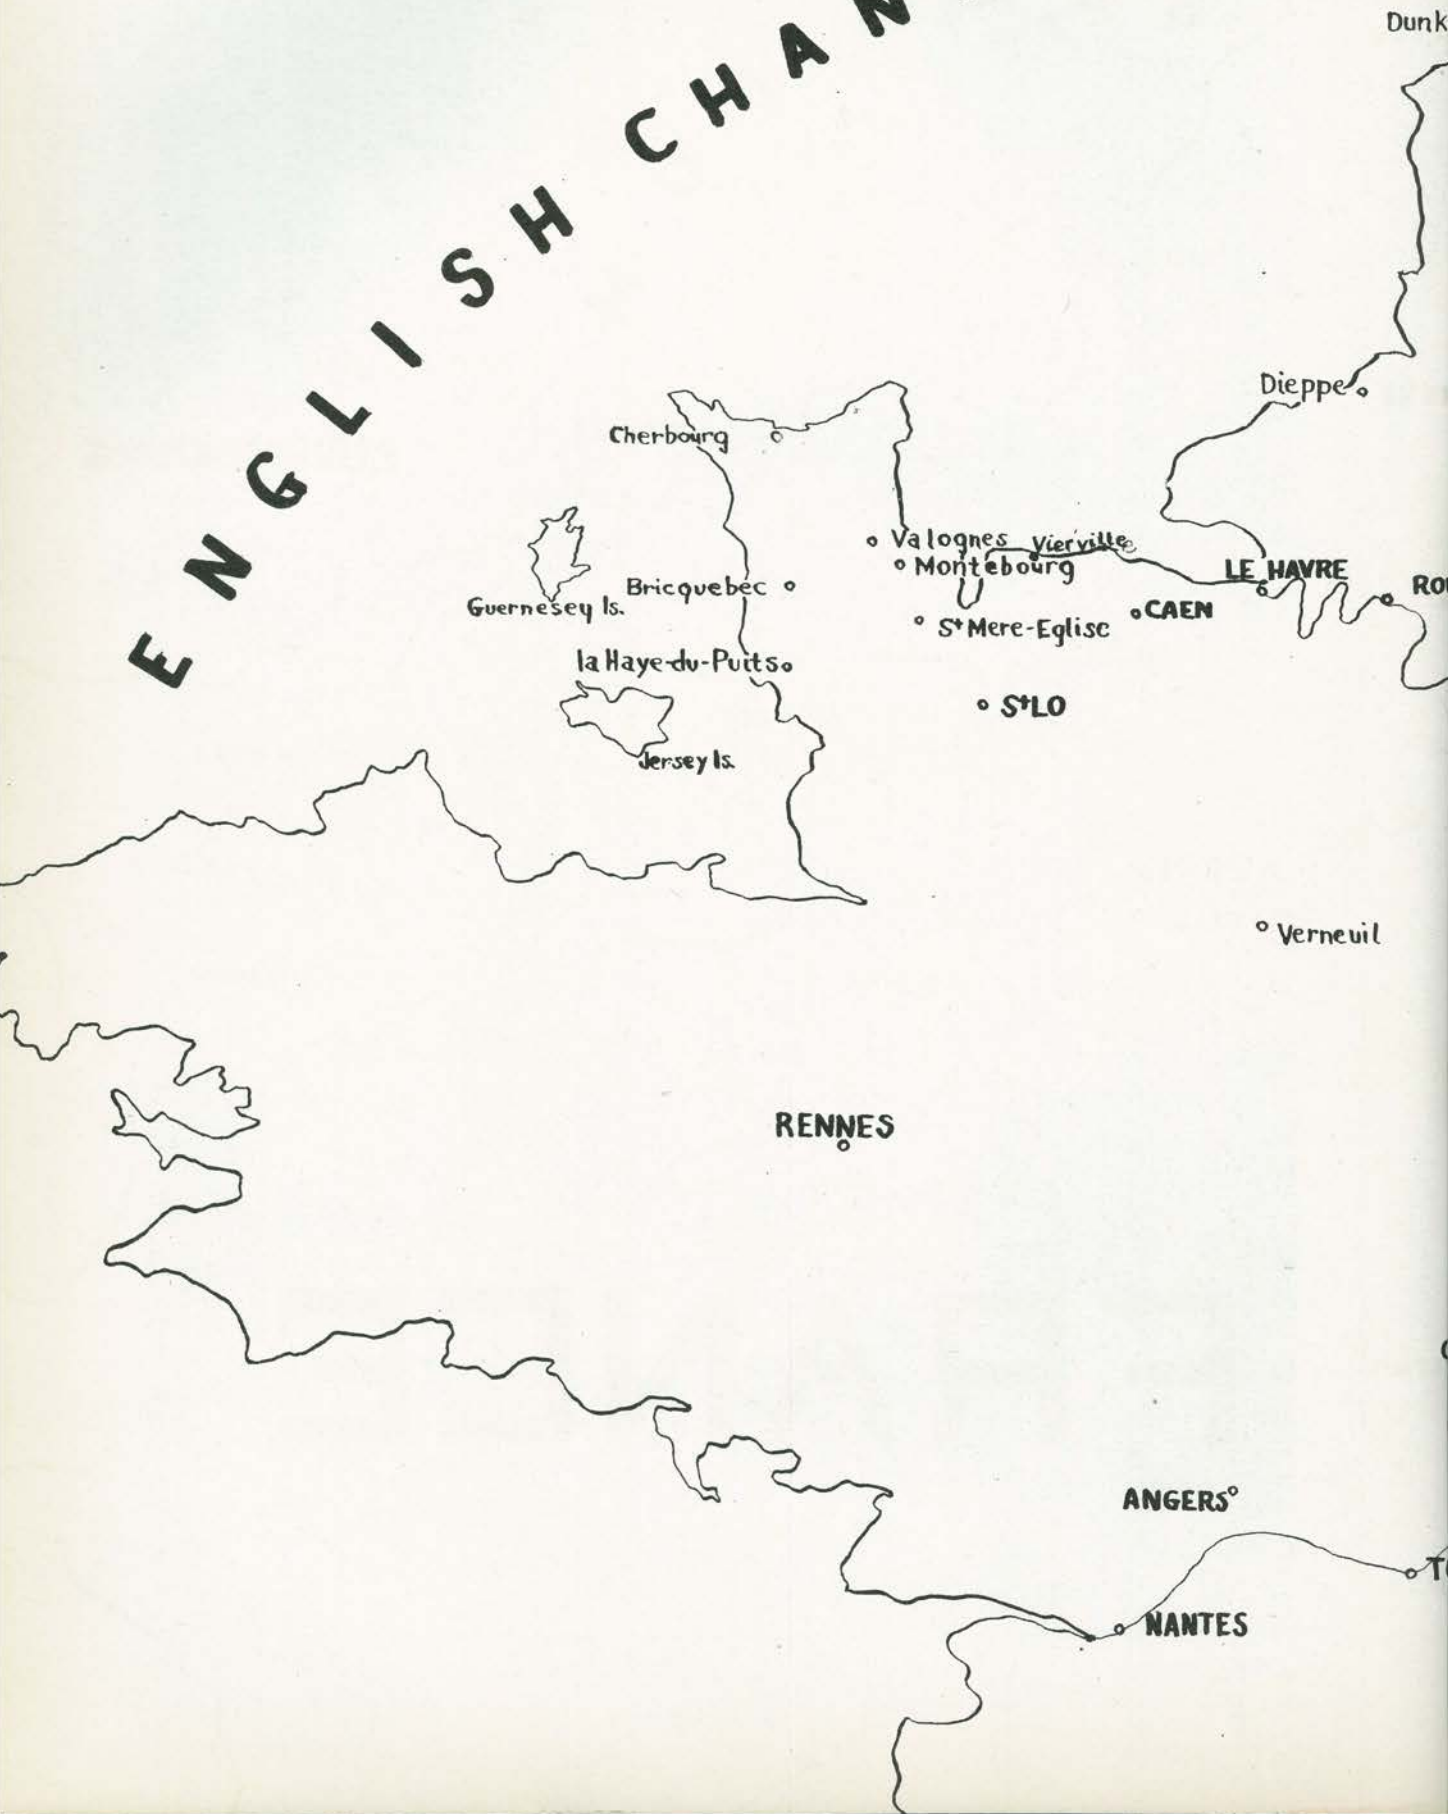 Dunk
ENGLISH CHAN
Dieppe
Cherbourg
Valognes
Vierville
Montebourg
LE HAVRE
Bricquebec
ROU
Guernesey Is.
CAEN
St Mere-Eglise
la Haye-du-Puits
St LO
Jersey Is.
Verneuil
RENNES
ANGERS
NANTES